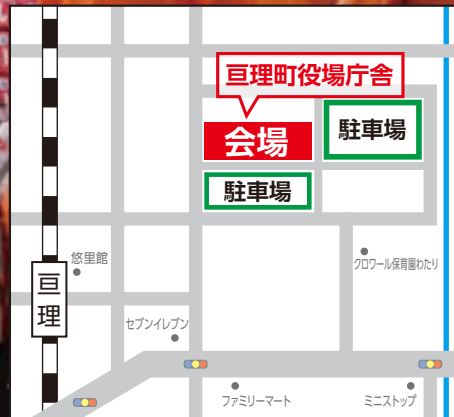 亘理町役場庁舎
会場
駐車場
駐車場
悠里館
クロワール保育園わたり
亘理
セブンイレブン
ファミリーマート
ミニストップ